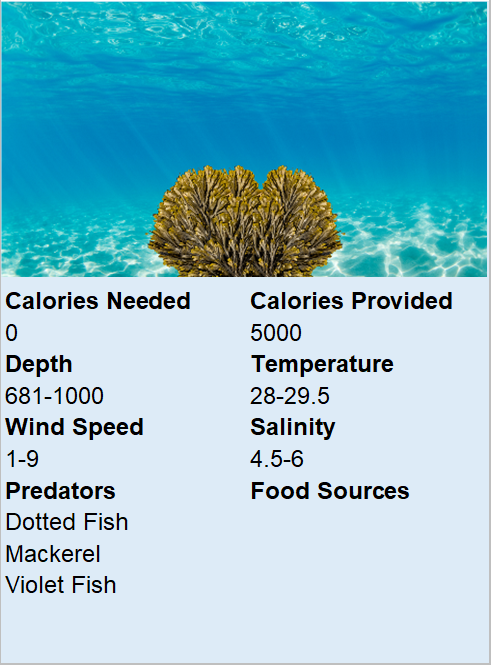 Calories Needed
Calories Provided
0
5000
Depth
Temperature
681-1000
28-29.5
Wind Speed
Salinity
1-9
4.5-6
Predators
Food Sources
Dotted Fish
Mackerel
Violet Fish